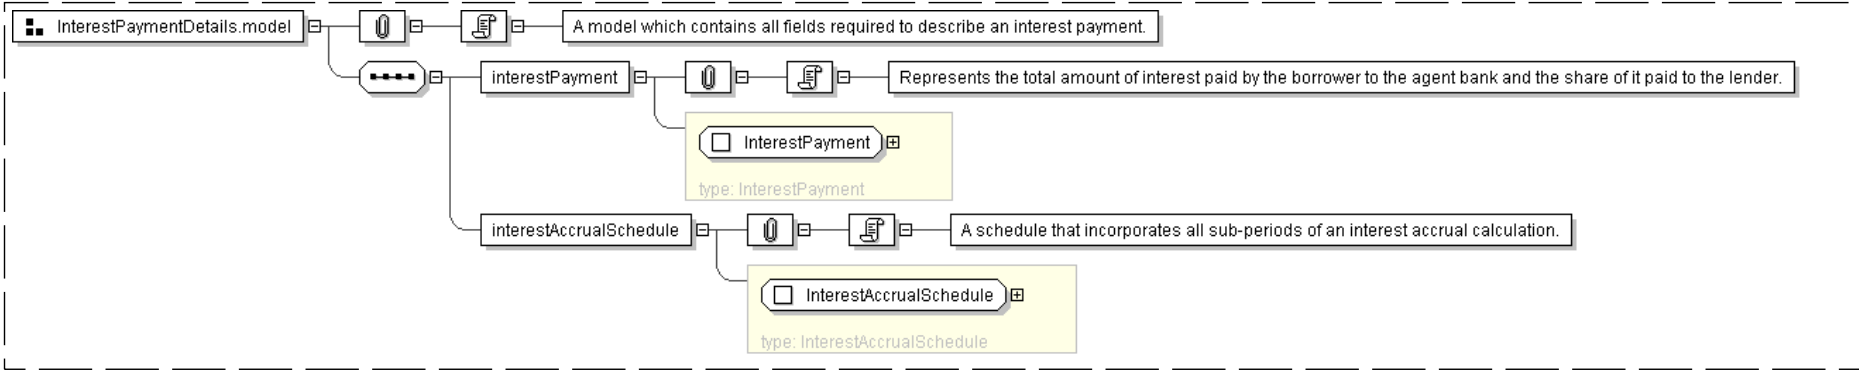 InterestPaymentDetails.model
A model which contains all fields required to describe an interest payment.
interestPayment
Represents the total amount of interest paid by the borrower to the agent bank and the share of it paid to the lender.
InterestPayment
type: InterestPayment
interestAccrualSchedule
A schedule that incorporates all sub-periods of an interest accrual calculation.
InterestAccrualSchedule
type: InterestAccrualSchedule